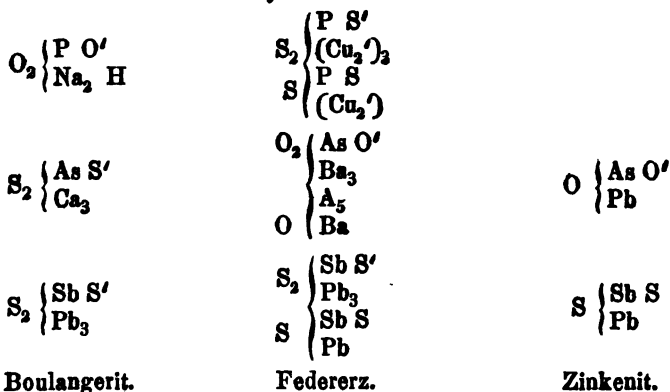 P S′
P O′ S₂ (Cu₂′)₃
O₂ Na₂ H S P S
(Cu₂′)
O₂ As O′
As S′ Ba₃ As O′
S₂ Ca₃ A₅ O Pb
O Ba
Sb S′
Sb S′ S₂ Pb₃ Sb S
S₂ Pb₃ S Sb S S Pb
Pb
Boulangerit. Federerz. Zinkenit.